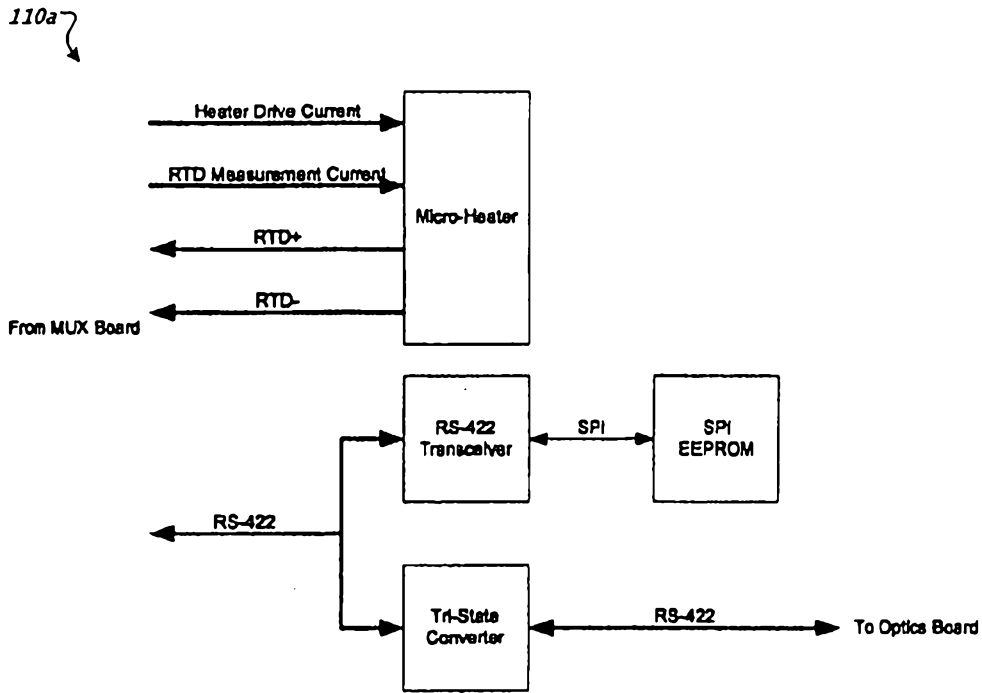 110a
Heater Drive Current
RTD Measurement Current
RTD+
RTD-
Micro-Heater
From MUX Board
RS-422
Transceiver
SPI
SPI
EEPROM
RS-422
Tri-State
Converter
RS-422
To Optics Board